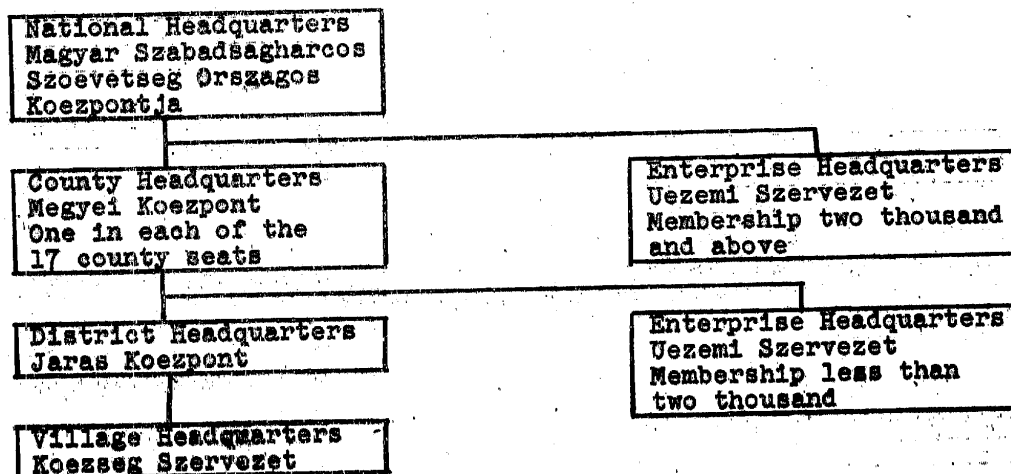 National Headquarters
Magyar Szabadsagharcos
Szoevetseg Orszagos
Koezpontja
County Headquarters
Megyei Koezpont
One in each of the
17 county seats
Enterprise Headquarters
Uezemi Szervezet
Membership two thousand
and above
District Headquarters
Jaras Koezpont
Enterprise Headquarters
Uezemi Szervezet
Membership less than
two thousand
Village Headquarters
Koezseg Szervezet